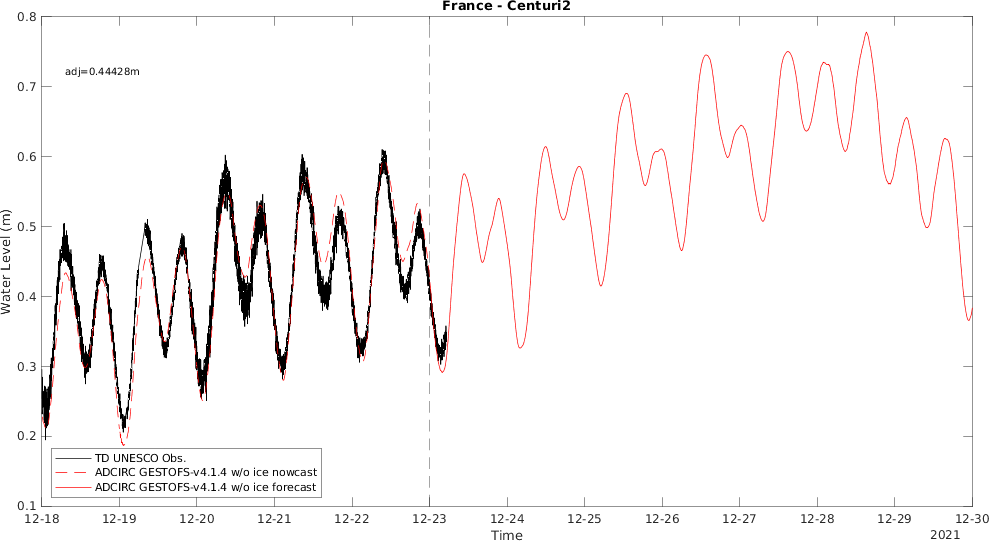 France - Centuri2
adj=0.44428m
Water Level (m)
0.8
0.7
0.6
0.5
0.4
0.3
0.2
0.1
TD UNESCO Obs.
ADCIRC GESTOFS-v4.1.4 w/o ice nowcast
ADCIRC GESTOFS-v4.1.4 w/o ice forecast
12-18 12-19 12-20 12-21 12-22 12-23 12-24 12-25 12-26 12-27 12-28 12-29 12-30
Time
2021